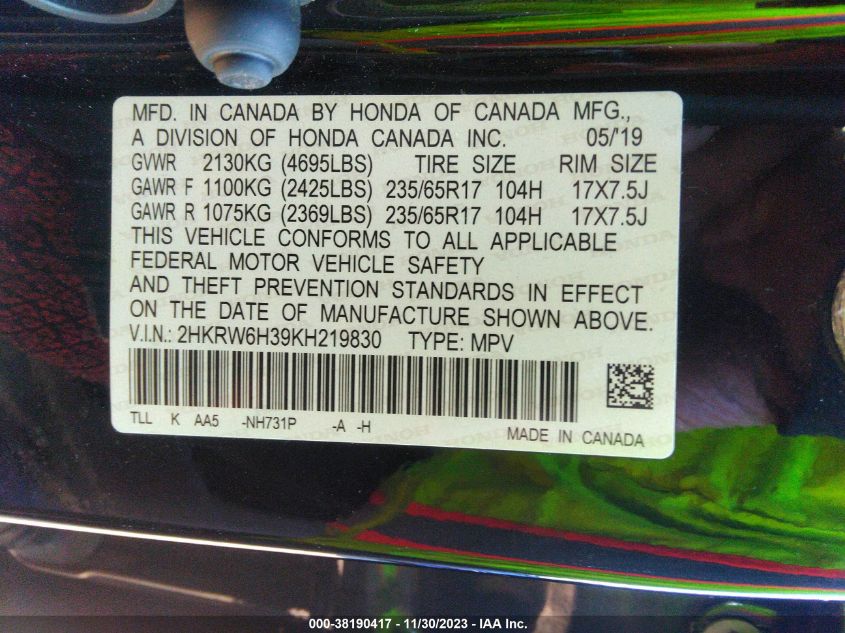 MFD. IN CANADA BY HONDA OF CANADA MFG.,
A DIVISION OF HONDA CANADA INC. 05/19
GVWR 2130KG (4695LBS) TIRE SIZE RIM SIZE
GAWR F 1100KG (2425LBS) 235/65R17 104H 17X7.5J
GAWR R 1075KG (2369LBS) 235/65R17 104H 17X7.5J
THIS VEHICLE CONFORMS TO ALL APPLICABLE
FEDERAL MOTOR VEHICLE SAFETY
AND THEFT PREVENTION STANDARDS IN EFFECT
ON THE DATE OF MANUFACTURE SHOWN ABOVE.
V.I.N.: 2HKRW6H39KH219830 TYPE: MPV
TLL K AA5 -NH731P -A -H
MADE IN CANADA
000-38190417 - 11/30/2023 - IAA Inc.